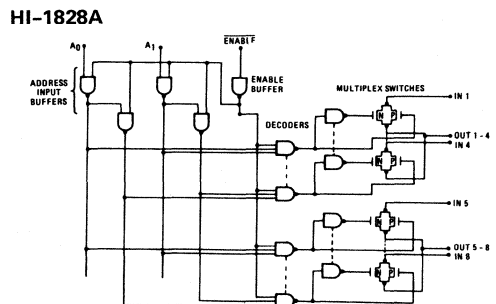 HI-1828A
A0 A1 ENABLE
ADDRESS
INPUT
BUFFERS
ENABLE
BUFFER
MULTIPLEX SWITCHES
DECODERS
IN 1
N P
OUT 1 - 4
IN 4
N P
IN 5
N P
OUT 5 - 8
IN 8
N P